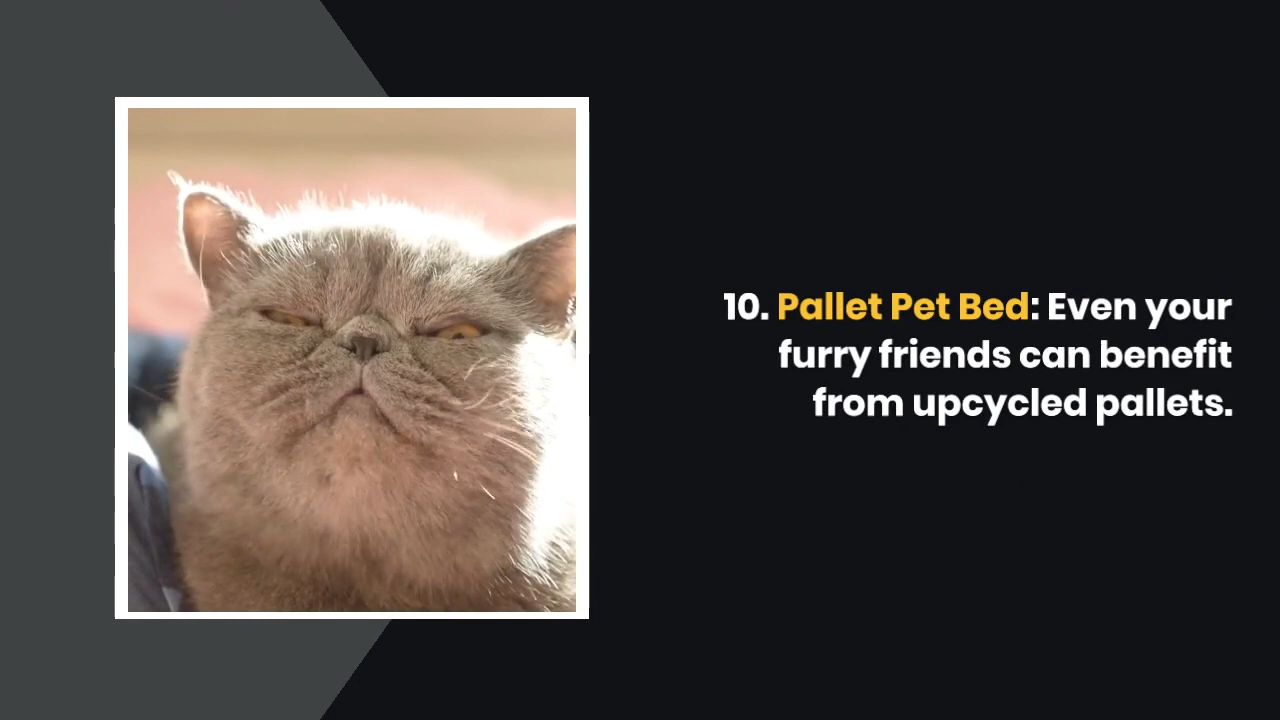 10. Pallet Pet Bed: Even your
furry friends can benefit
from upcycled pallets.